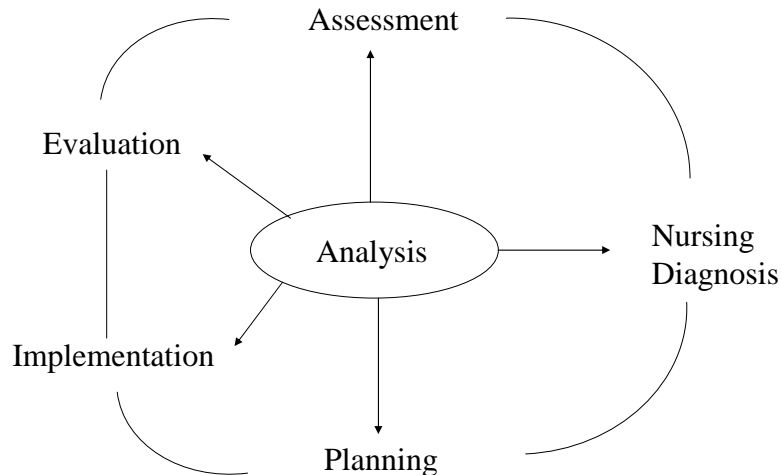 Assessment
Evaluation
Analysis
Nursing
Diagnosis
Implementation
Planning